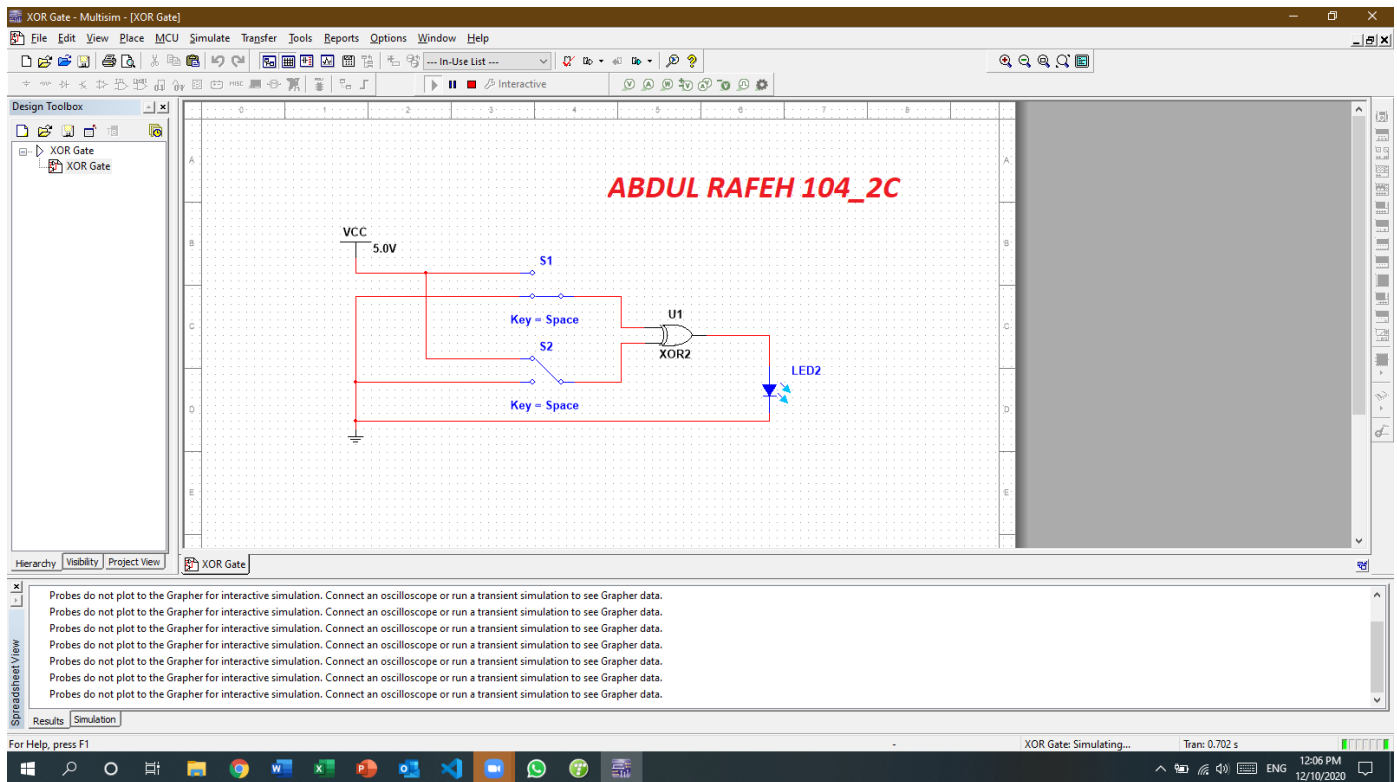 XOR Gate - Multisim - [XOR Gate]
File Edit View Place MCU Simulate Transfer Tools Reports Options Window Help
--- In-Use List ---
Interactive
Design Toolbox
XOR Gate
XOR Gate
0 1 2 3 4 5 6 7 8
A A
B B
C C
D D
E E
ABDUL RAFEH 104_2C
VCC
5.0V
S1
Key = Space
U1
S2
XOR2
LED2
Key = Space
Hierarchy Visibility Project View
XOR Gate
Spreadsheet View
Probes do not plot to the Grapher for interactive simulation. Connect an oscilloscope or run a transient simulation to see Grapher data.
Probes do not plot to the Grapher for interactive simulation. Connect an oscilloscope or run a transient simulation to see Grapher data.
Probes do not plot to the Grapher for interactive simulation. Connect an oscilloscope or run a transient simulation to see Grapher data.
Probes do not plot to the Grapher for interactive simulation. Connect an oscilloscope or run a transient simulation to see Grapher data.
Probes do not plot to the Grapher for interactive simulation. Connect an oscilloscope or run a transient simulation to see Grapher data.
Probes do not plot to the Grapher for interactive simulation. Connect an oscilloscope or run a transient simulation to see Grapher data.
Probes do not plot to the Grapher for interactive simulation. Connect an oscilloscope or run a transient simulation to see Grapher data.
Results Simulation
For Help, press F1
-
XOR Gate: Simulating...
Tran: 0.702 s
ENG
12:06 PM
12/10/2020